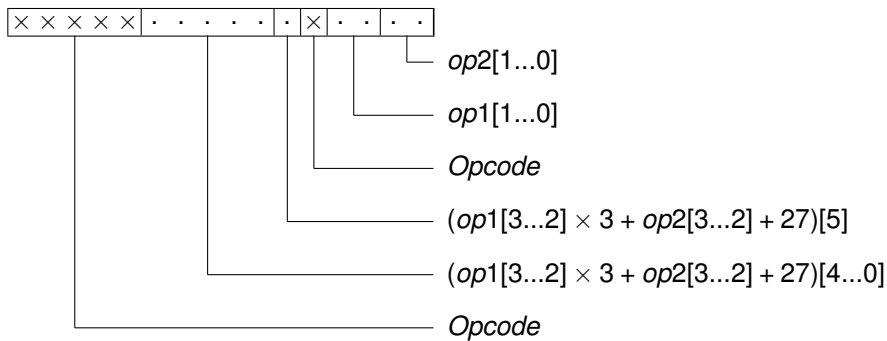 × × × × × · · · · · · × · · · ·
op2[1...0]
op1[1...0]
Opcode
(op1[3...2] × 3 + op2[3...2] + 27)[5]
(op1[3...2] × 3 + op2[3...2] + 27)[4...0]
Opcode